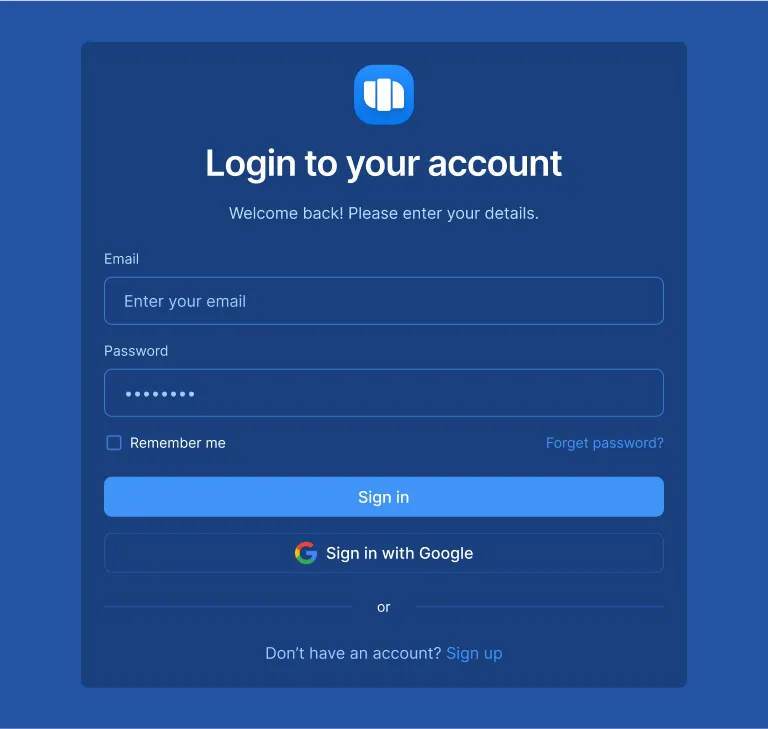 Login to your account
Welcome back! Please enter your details.
Email
Enter your email
Password
••••••••
Remember me
Forget password?
Sign in
Sign in with Google
or
Don’t have an account? Sign up